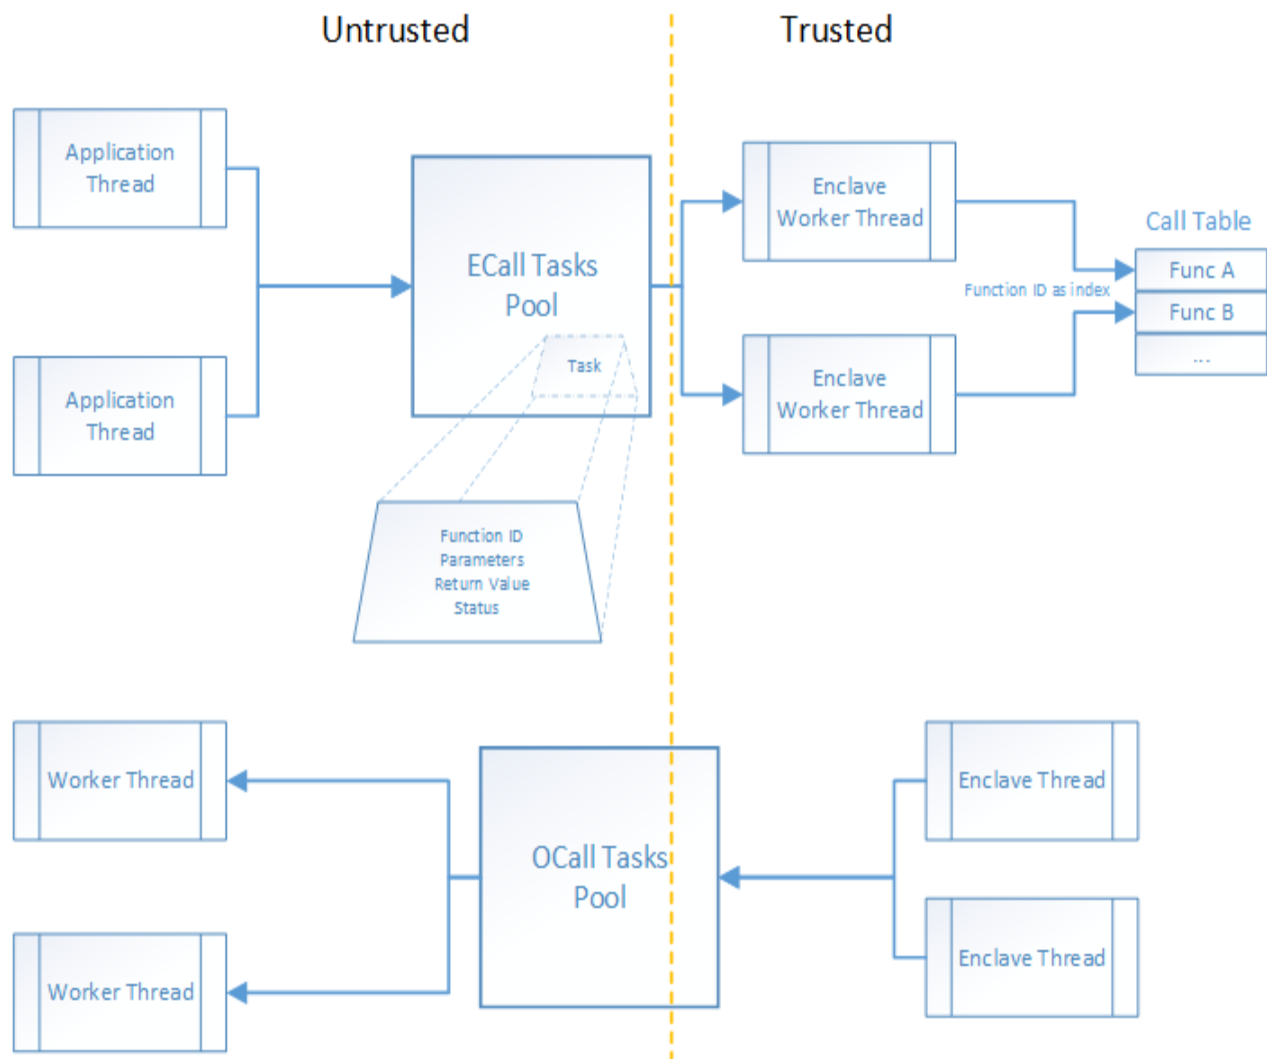 Untrusted
Trusted
Application
Thread
Application
Thread
ECall Tasks
Pool
Task
Function ID
Parameters
Return Value
Status
Enclave
Worker Thread
Enclave
Worker Thread
Function ID as index
Call Table
Func A
Func B
...
Worker Thread
Worker Thread
OCall Tasks
Pool
Enclave Thread
Enclave Thread